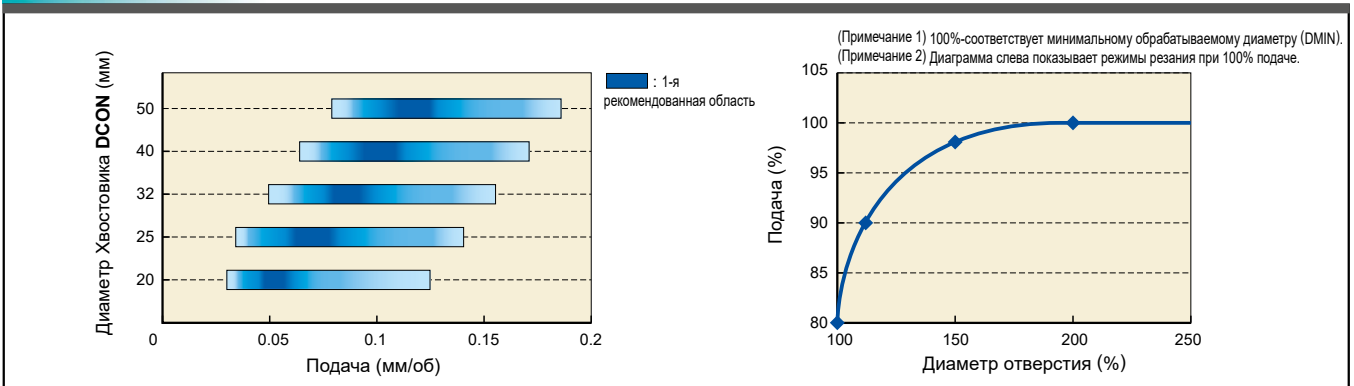 (Примечание 1) 100%-соответствует минимальному обрабатываемому диаметру (DMIN).
(Примечание 2) Диаграмма слева показывает режимы резания при 100% подаче.
Диаметр Хвостовика DCON (мм)
50
40
32
25
20
0
0.05
0.1
0.15
0.2
Подача (мм/об)
: 1-я
рекомендованная область
Подача (%)
105
100
95
90
85
80
100
150
200
250
Диаметр отверстия (%)